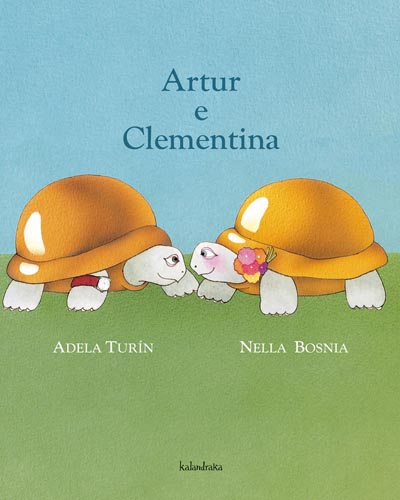 Artur
e
Clementina
ADELA TURÍN
NELLA BOSNIA
kalandraka